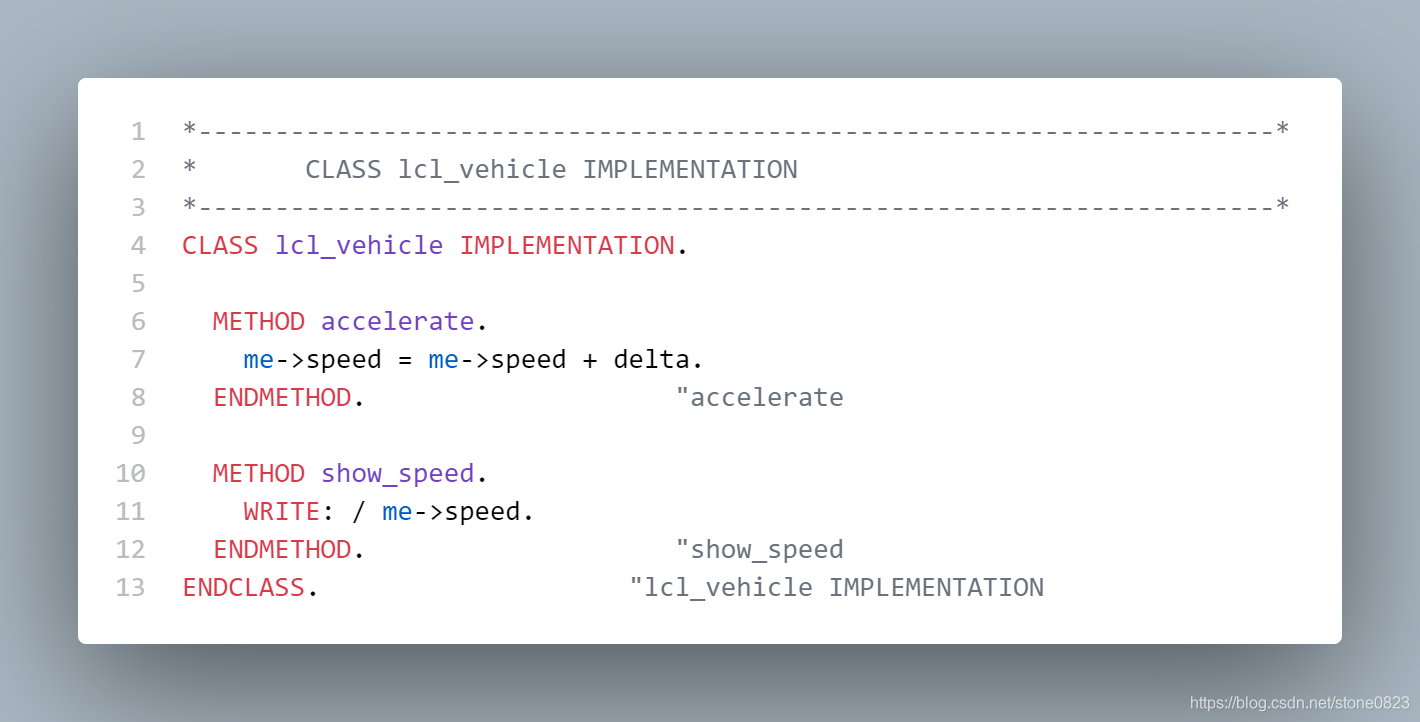 1 *----------------------------------------------------------------------*
2 *       CLASS lcl_vehicle IMPLEMENTATION
3 *----------------------------------------------------------------------*
4 CLASS lcl_vehicle IMPLEMENTATION.
5
6   METHOD accelerate.
7     me->speed = me->speed + delta.
8   ENDMETHOD.                    "accelerate
9
10   METHOD show_speed.
11     WRITE: / me->speed.
12   ENDMETHOD.                    "show_speed
13 ENDCLASS.                    "lcl_vehicle IMPLEMENTATION
https://blog.csdn.net/stone0823